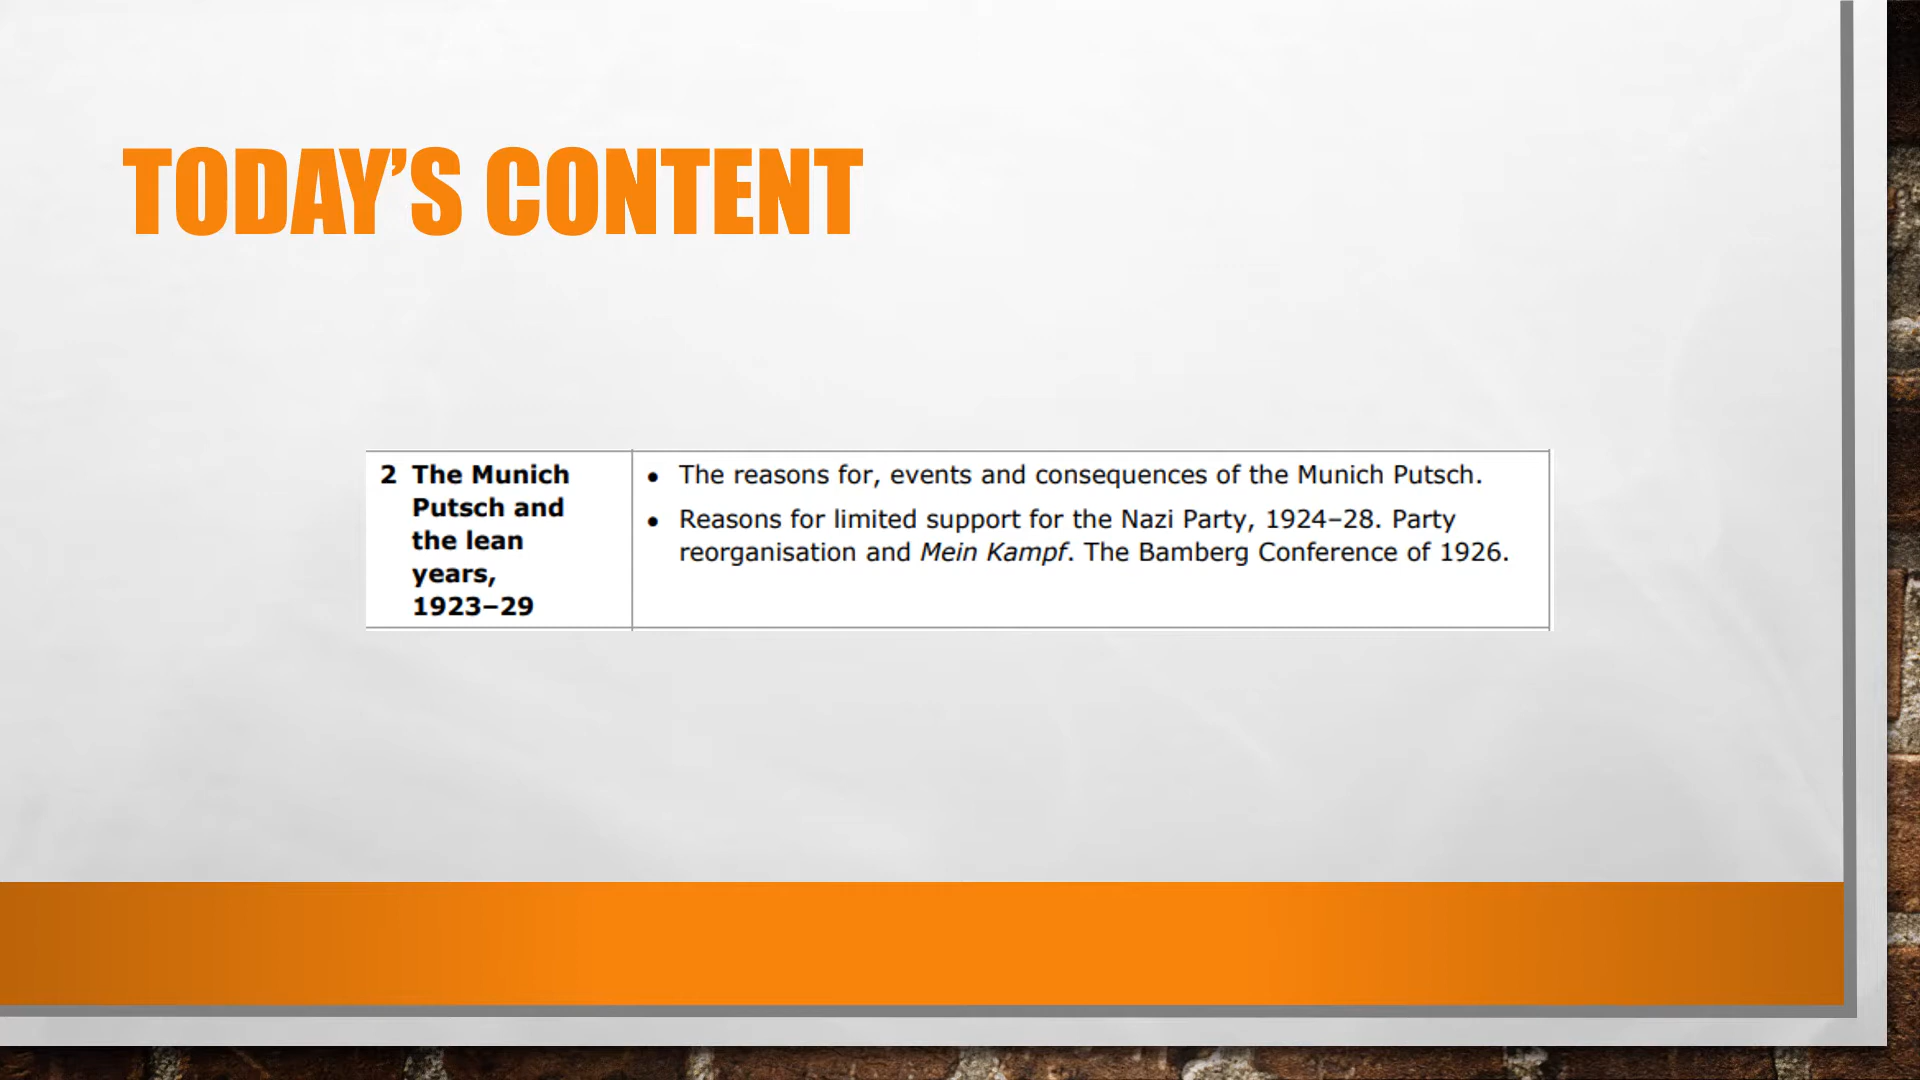 TODAY’S CONTENT
2 The Munich
Putsch and
the lean
years,
1923–29
• The reasons for, events and consequences of the Munich Putsch.
• Reasons for limited support for the Nazi Party, 1924–28. Party
reorganisation and Mein Kampf. The Bamberg Conference of 1926.